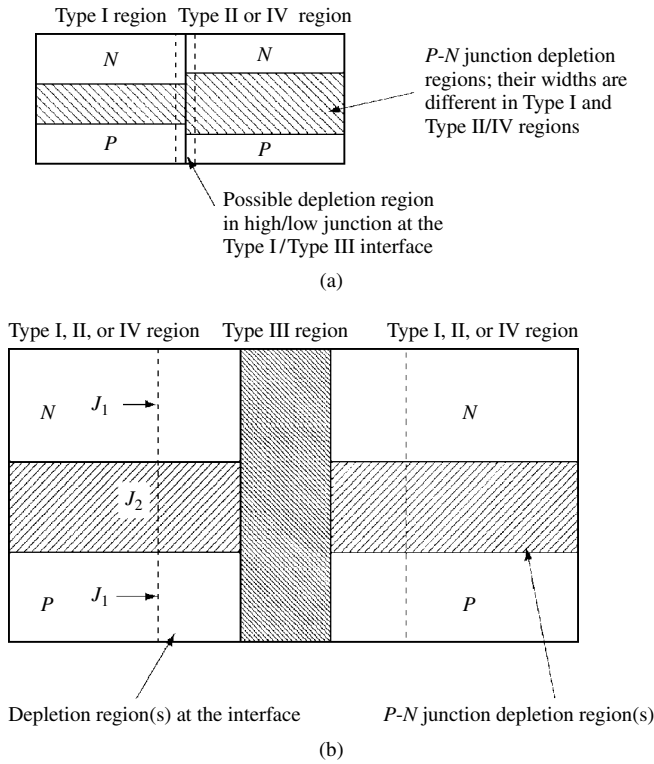 Type I region
Type II or IV region
N
N
P
P
P-N junction depletion
regions; their widths are
different in Type I and
Type II/IV regions
Possible depletion region
in high/low junction at the
Type I/Type III interface
(a)
Type I, II, or IV region
Type III region
Type I, II, or IV region
N
J1
N
J2
P
J1
P
Depletion region(s) at the interface
P-N junction depletion region(s)
(b)